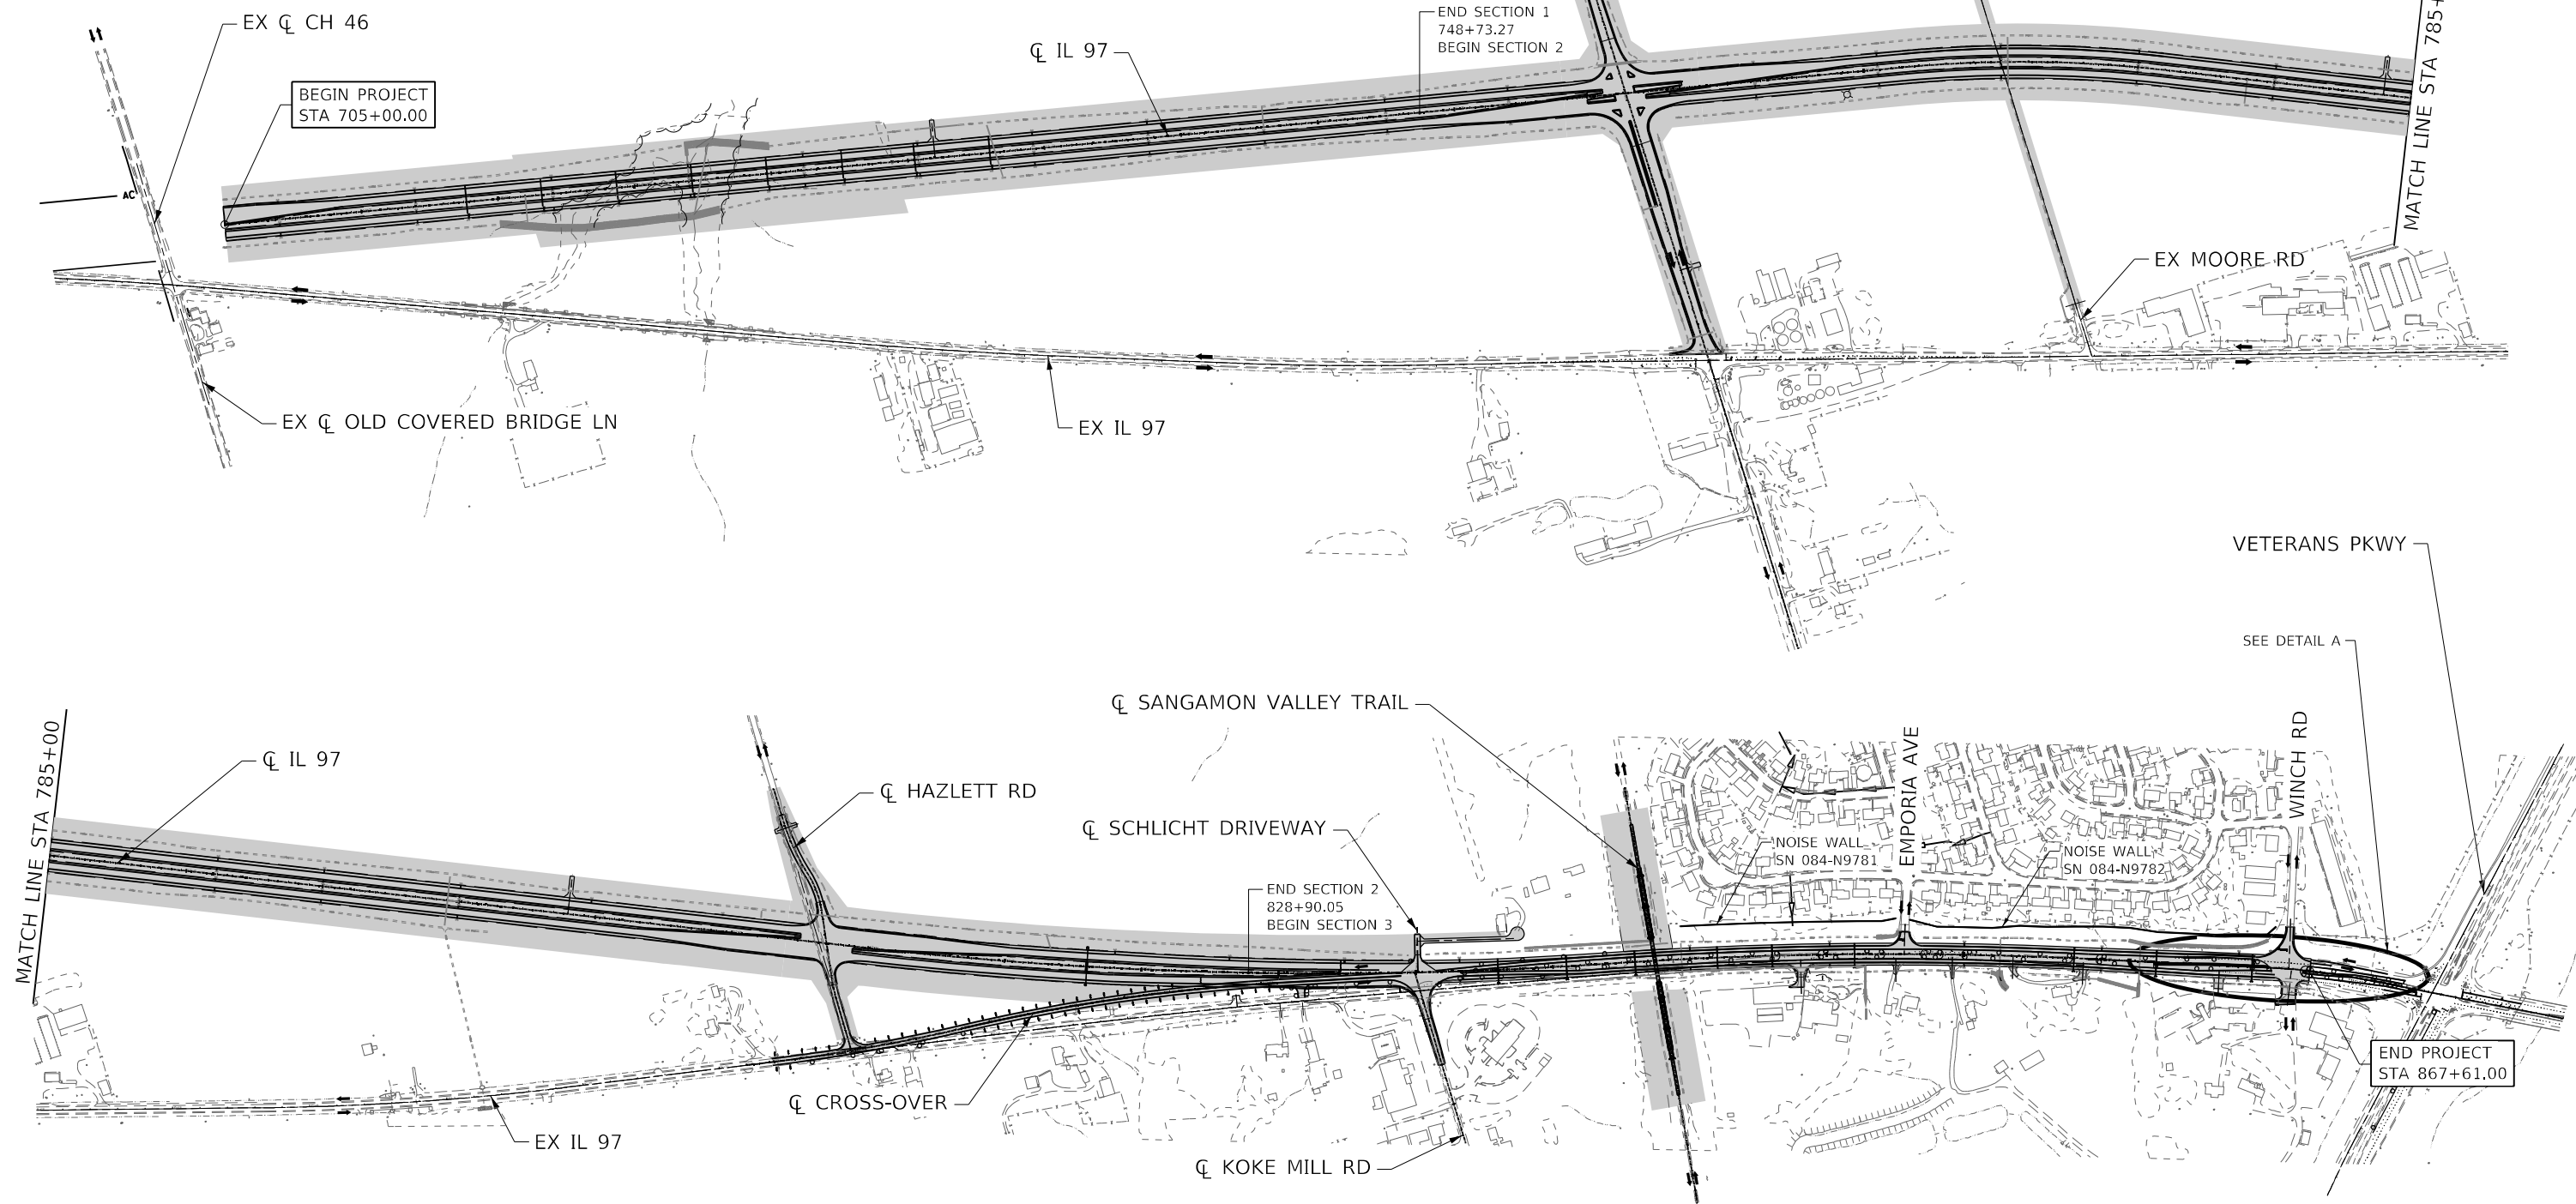 EX ℄ CH 46
BEGIN PROJECT
STA 705+00.00
AC
℄ IL 97
END SECTION 1
748+73.27
BEGIN SECTION 2
MATCH LINE STA 785+
EX MOORE RD
EX ℄ OLD COVERED BRIDGE LN
EX IL 97
VETERANS PKWY
SEE DETAIL A
MATCH LINE STA 785+00
℄ IL 97
℄ HAZLETT RD
℄ SCHLICHT DRIVEWAY
℄ SANGAMON VALLEY TRAIL
END SECTION 2
828+90.05
BEGIN SECTION 3
NOISE WALL
SN 084-N9781
EMPORIA AVE
NOISE WALL
SN 084-N9782
WINCH RD
END PROJECT
STA 867+61.00
℄ CROSS-OVER
EX IL 97
℄ KOKE MILL RD